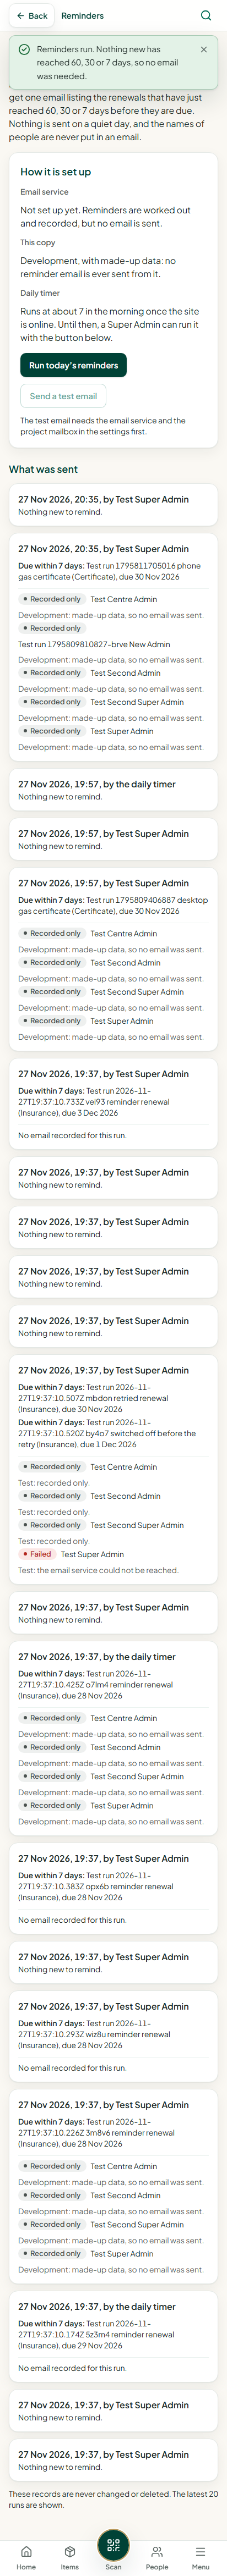 Back
Reminders
Reminders run. Nothing new has
reached 60, 30 or 7 days, so no email
was needed.
get one email listing the renewals that have just
reached 60, 30 or 7 days before they are due.
Nothing is sent on a quiet day, and the names of
people are never put in an email.
How it is set up
Email service
Not set up yet. Reminders are worked out
and recorded, but no email is sent.
This copy
Development, with made-up data: no
reminder email is ever sent from it.
Daily timer
Runs at about 7 in the morning once the site
is online. Until then, a Super Admin can run it
with the button below.
Run today's reminders
Send a test email
The test email needs the email service and the
project mailbox in the settings first.
What was sent
27 Nov 2026, 20:35, by Test Super Admin
Nothing new to remind.
27 Nov 2026, 20:35, by Test Super Admin
Due within 7 days: Test run 1795811705016 phone
gas certificate (Certificate), due 30 Nov 2026
Recorded only Test Centre Admin
Development: made-up data, so no email was sent.
Recorded only
Test run 1795809810827-brve New Admin
Development: made-up data, so no email was sent.
Recorded only Test Second Admin
Development: made-up data, so no email was sent.
Recorded only Test Second Super Admin
Development: made-up data, so no email was sent.
Recorded only Test Super Admin
Development: made-up data, so no email was sent.
27 Nov 2026, 19:57, by the daily timer
Nothing new to remind.
27 Nov 2026, 19:57, by Test Super Admin
Nothing new to remind.
27 Nov 2026, 19:57, by Test Super Admin
Due within 7 days: Test run 1795809406887 desktop
gas certificate (Certificate), due 30 Nov 2026
Recorded only Test Centre Admin
Development: made-up data, so no email was sent.
Recorded only Test Second Admin
Development: made-up data, so no email was sent.
Recorded only Test Second Super Admin
Development: made-up data, so no email was sent.
Recorded only Test Super Admin
Development: made-up data, so no email was sent.
27 Nov 2026, 19:37, by Test Super Admin
Due within 7 days: Test run 2026-11-
27T19:37:10.733Z vei93 reminder renewal
(Insurance), due 3 Dec 2026
No email recorded for this run.
27 Nov 2026, 19:37, by Test Super Admin
Nothing new to remind.
27 Nov 2026, 19:37, by Test Super Admin
Nothing new to remind.
27 Nov 2026, 19:37, by Test Super Admin
Nothing new to remind.
27 Nov 2026, 19:37, by Test Super Admin
Nothing new to remind.
27 Nov 2026, 19:37, by Test Super Admin
Due within 7 days: Test run 2026-11-
27T19:37:10.507Z mbdon retried renewal
(Insurance), due 30 Nov 2026
Due within 7 days: Test run 2026-11-
27T19:37:10.520Z by4o7 switched off before the
retry (Insurance), due 1 Dec 2026
Recorded only Test Centre Admin
Test: recorded only.
Recorded only Test Second Admin
Test: recorded only.
Recorded only Test Second Super Admin
Test: recorded only.
Failed Test Super Admin
Test: the email service could not be reached.
27 Nov 2026, 19:37, by Test Super Admin
Nothing new to remind.
27 Nov 2026, 19:37, by the daily timer
Due within 7 days: Test run 2026-11-
27T19:37:10.425Z o7lm4 reminder renewal
(Insurance), due 28 Nov 2026
Recorded only Test Centre Admin
Development: made-up data, so no email was sent.
Recorded only Test Second Admin
Development: made-up data, so no email was sent.
Recorded only Test Second Super Admin
Development: made-up data, so no email was sent.
Recorded only Test Super Admin
Development: made-up data, so no email was sent.
27 Nov 2026, 19:37, by Test Super Admin
Due within 7 days: Test run 2026-11-
27T19:37:10.383Z opx6b reminder renewal
(Insurance), due 28 Nov 2026
No email recorded for this run.
27 Nov 2026, 19:37, by Test Super Admin
Nothing new to remind.
27 Nov 2026, 19:37, by Test Super Admin
Due within 7 days: Test run 2026-11-
27T19:37:10.293Z wiz8u reminder renewal
(Insurance), due 28 Nov 2026
No email recorded for this run.
27 Nov 2026, 19:37, by Test Super Admin
Due within 7 days: Test run 2026-11-
27T19:37:10.226Z 3m8v6 reminder renewal
(Insurance), due 28 Nov 2026
Recorded only Test Centre Admin
Development: made-up data, so no email was sent.
Recorded only Test Second Admin
Development: made-up data, so no email was sent.
Recorded only Test Second Super Admin
Development: made-up data, so no email was sent.
Recorded only Test Super Admin
Development: made-up data, so no email was sent.
27 Nov 2026, 19:37, by the daily timer
Due within 7 days: Test run 2026-11-
27T19:37:10.174Z 5z3m4 reminder renewal
(Insurance), due 29 Nov 2026
No email recorded for this run.
27 Nov 2026, 19:37, by Test Super Admin
Nothing new to remind.
27 Nov 2026, 19:37, by Test Super Admin
Nothing new to remind.
These records are never changed or deleted. The latest 20
runs are shown.
Home
Items
Scan
People
Menu